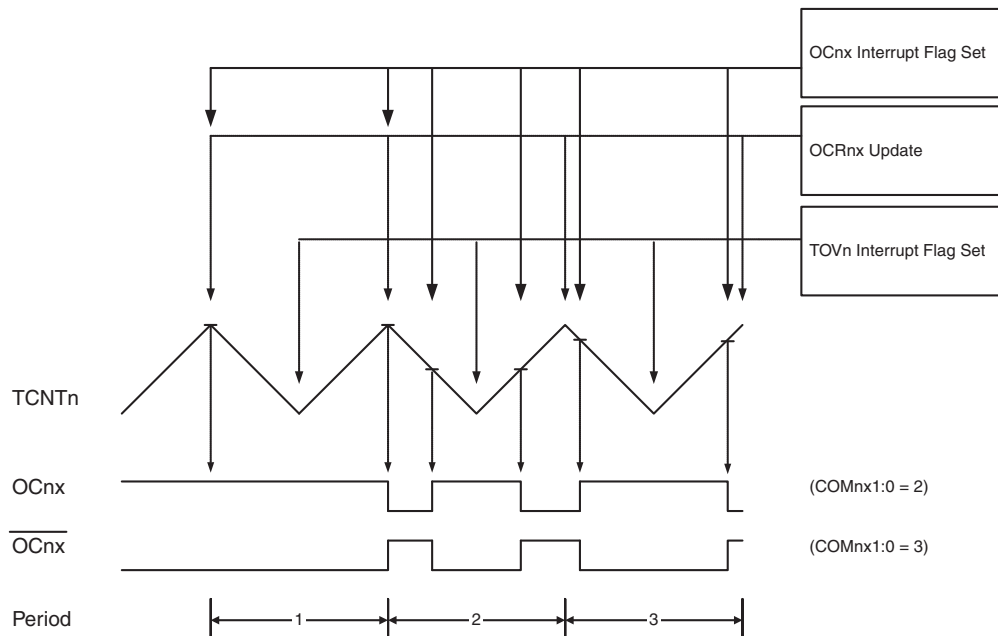 OCnx Interrupt Flag Set
OCRnx Update
TOVn Interrupt Flag Set
TCNTn
OCnx
(COMnx1:0 = 2)
OCnx
(COMnx1:0 = 3)
Period
1
2
3